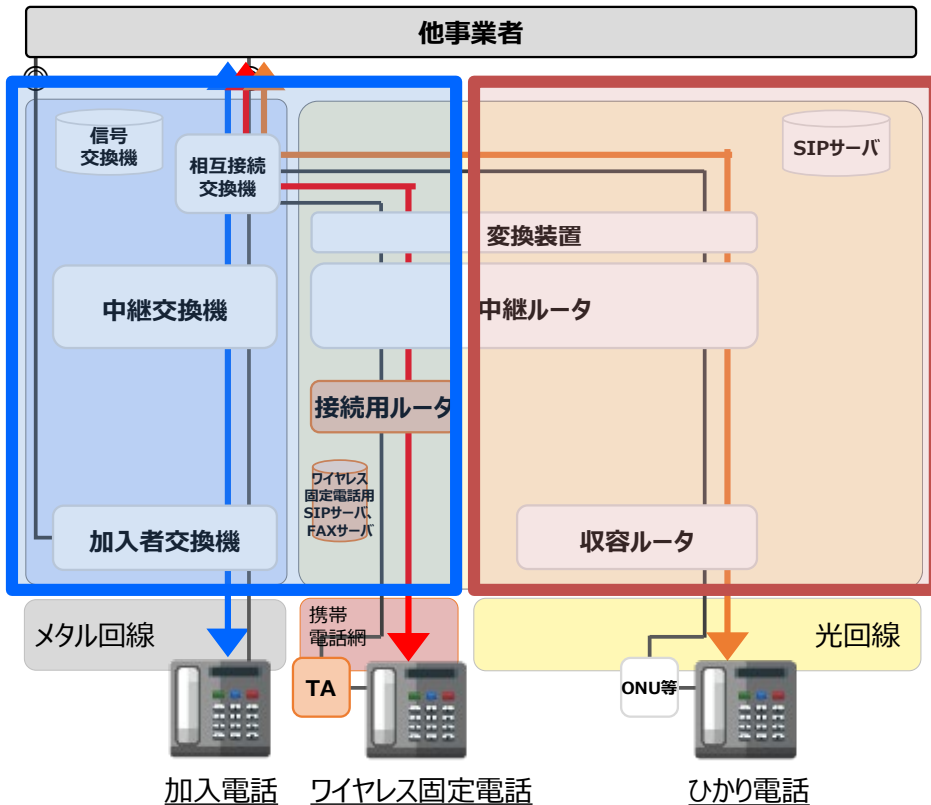 他事業者
信号
交換機
相互接続
交換機
SIPサーバ
変換装置
中継交換機
中継ルータ
接続用ルータ
ワイヤレス
固定電話用
SIPサーバ、
FAXサーバ
加入者交換機
収容ルータ
メタル回線
携帯
電話網
光回線
TA
ONU等
加入電話
ワイヤレス固定電話
ひかり電話